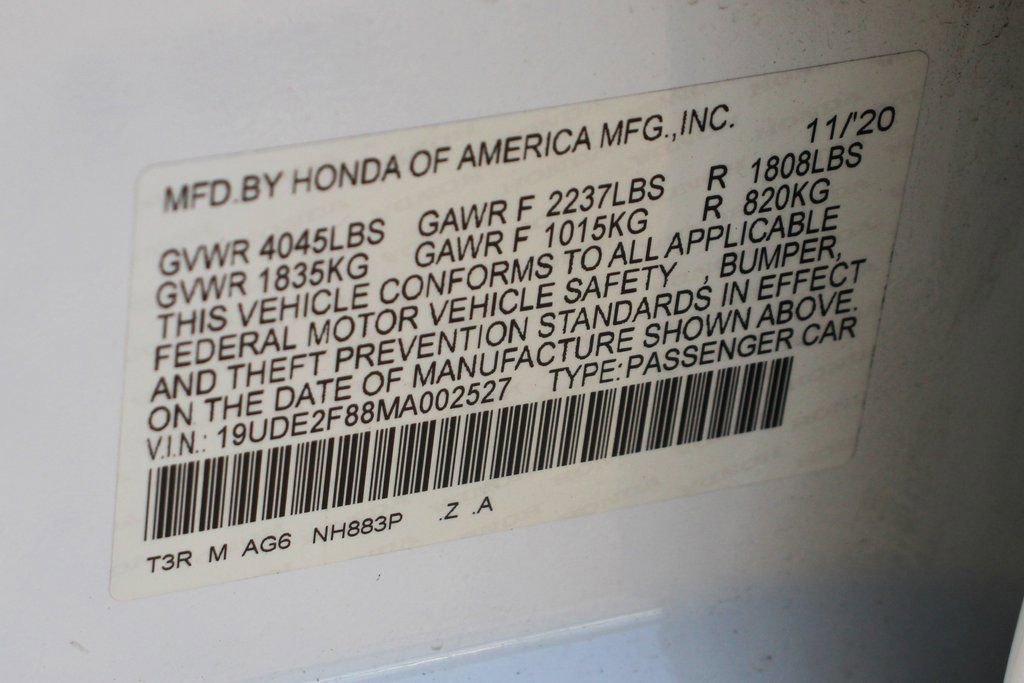 MFD.BY HONDA OF AMERICA MFG.,INC. 11/'20
GVWR 4045LBS GAWR F 2237LBS R 1808LBS
GVWR 1835KG GAWR F 1015KG R 820KG
THIS VEHICLE CONFORMS TO ALL APPLICABLE
FEDERAL MOTOR VEHICLE SAFETY , BUMPER,
AND THEFT PREVENTION STANDARDS IN EFFECT
ON THE DATE OF MANUFACTURE SHOWN ABOVE.
V.I.N.: 19UDE2F88MA002527 TYPE:PASSENGER CAR
T3R M AG6 NH883P .Z .A